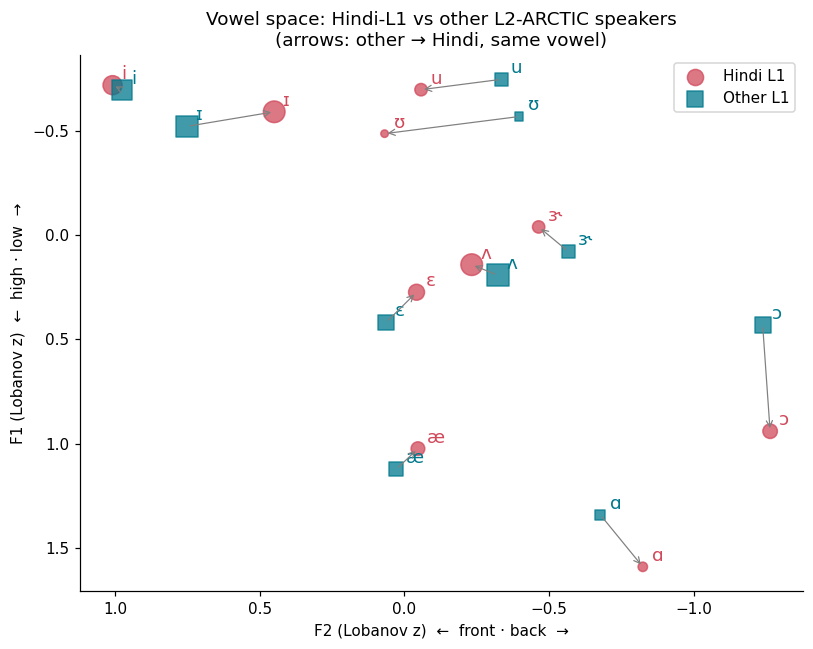 Vowel space: Hindi-L1 vs other L2-ARCTIC speakers
(arrows: other → Hindi, same vowel)
Hindi L1
Other L1
i
i
ɪ
ɪ
u
u
ʊ
ʊ
ɝ
ɝ
ʌ
ʌ
ɛ
ɛ
ɔ
ɔ
æ
æ
ɑ
ɑ
−0.5
0.0
0.5
1.0
1.5
F1 (Lobanov z)  ←  high · low  →
1.0
0.5
0.0
−0.5
−1.0
F2 (Lobanov z)  ←  front · back  →